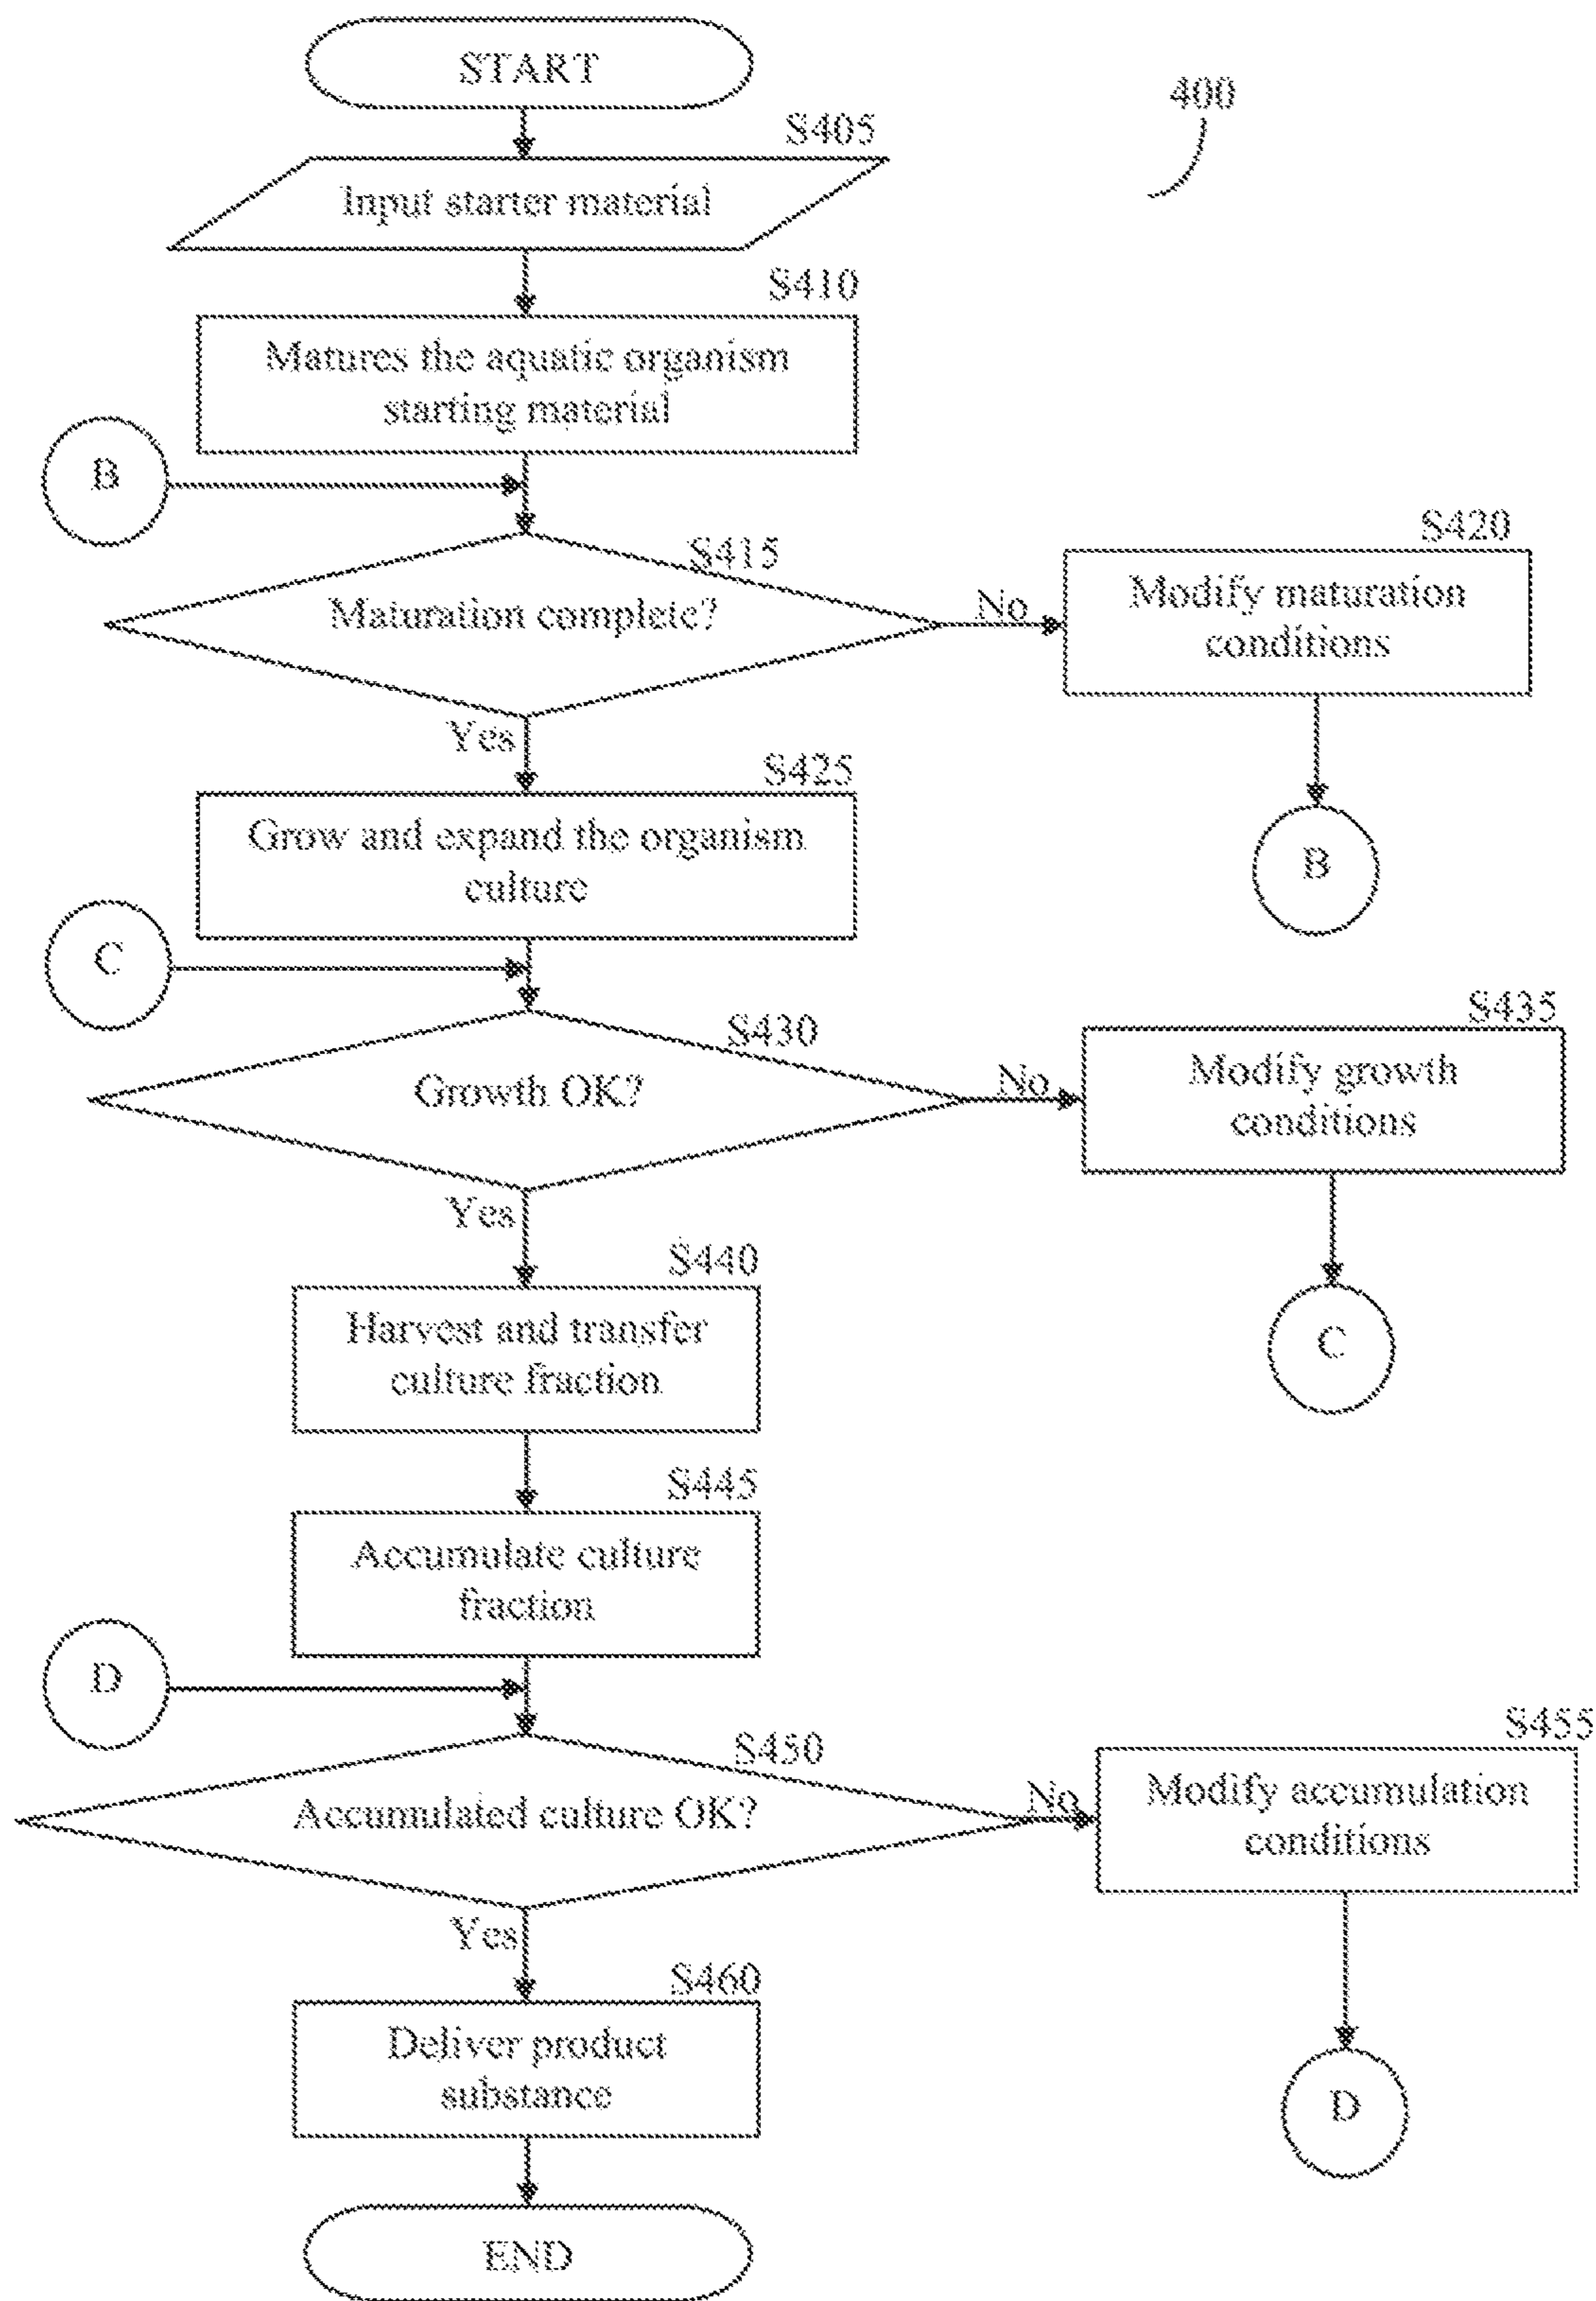 START
400
S405
Input starter material
S410
Matures the aquatic organism
starting material
B
S415
Maturation complete?
No
S420
Modify maturation
conditions
Yes
B
S425
Grow and expand the organism
culture
C
S430
Growth OK?
No
S435
Modify growth
conditions
Yes
C
S440
Harvest and transfer
culture fraction
S445
Accumulate culture
fraction
D
S450
Accumulated culture OK?
No
S455
Modify accumulation
conditions
Yes
D
S460
Deliver product
substance
END